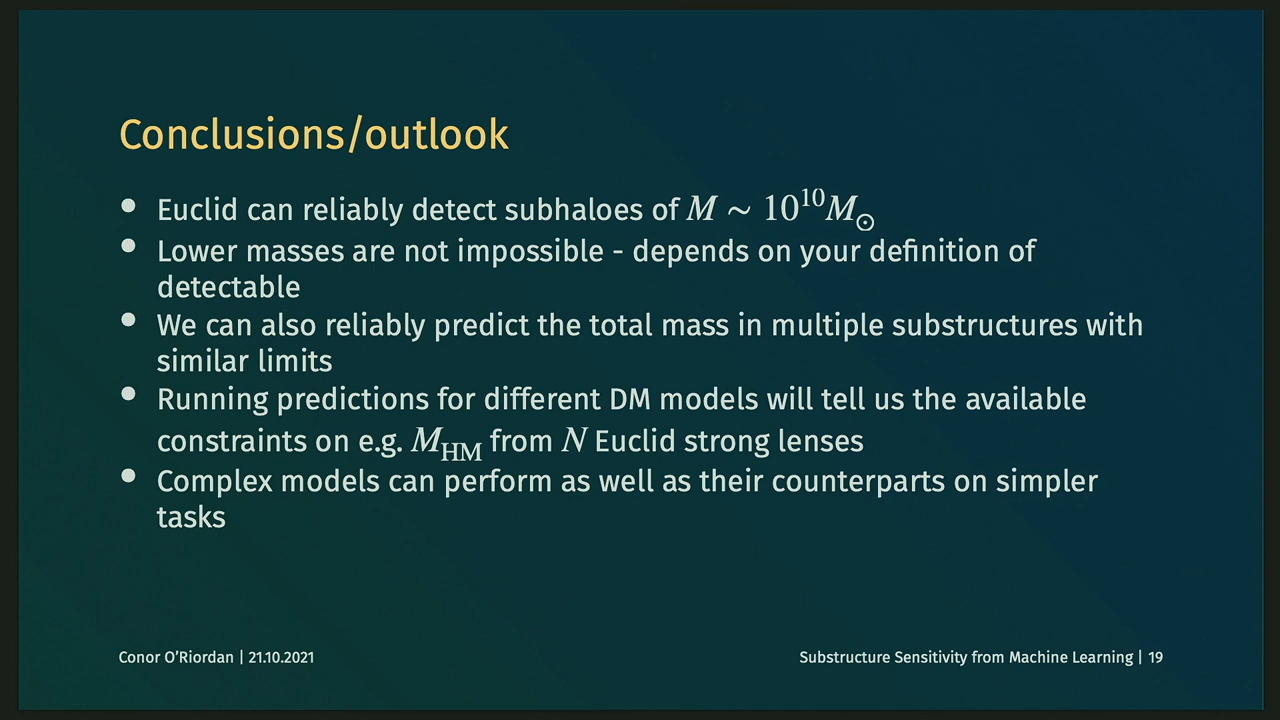 Conclusions/outlook
• Euclid can reliably detect subhaloes of M ~ 10¹⁰M☉
• Lower masses are not impossible - depends on your definition of
detectable
• We can also reliably predict the total mass in multiple substructures with
similar limits
• Running predictions for different DM models will tell us the available
constraints on e.g. M_HM from N Euclid strong lenses
• Complex models can perform as well as their counterparts on simpler
tasks
Conor O'Riordan | 21.10.2021
Substructure Sensitivity from Machine Learning | 19